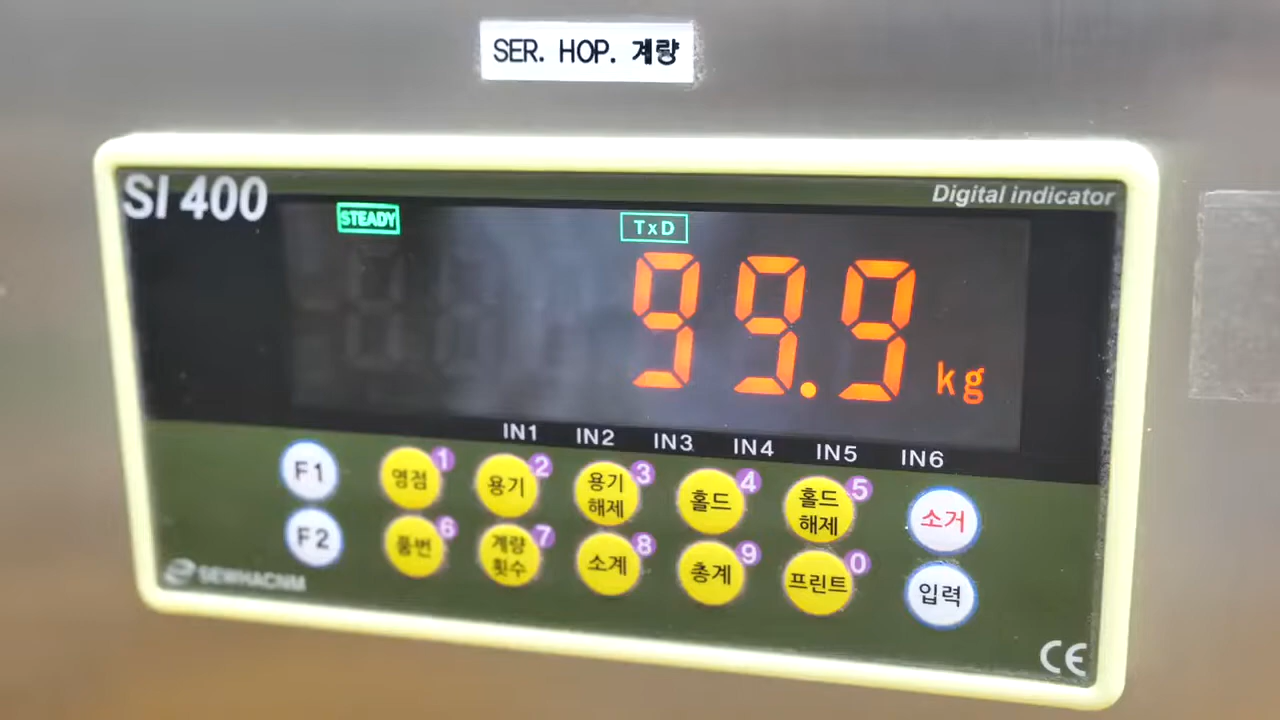 SER. HOP. 계량
SI 400
Digital indicator
STEADY
TxD
99.9 kg
IN1 IN2 IN3 IN4 IN5 IN6
F1 영점 1 용기 2 용기 해제 3 홀드 4 홀드 해제 5 소거
F2 품번 6 계량 횟수 7 소계 8 총계 9 프린트 0 입력
SEWHACNM
CE